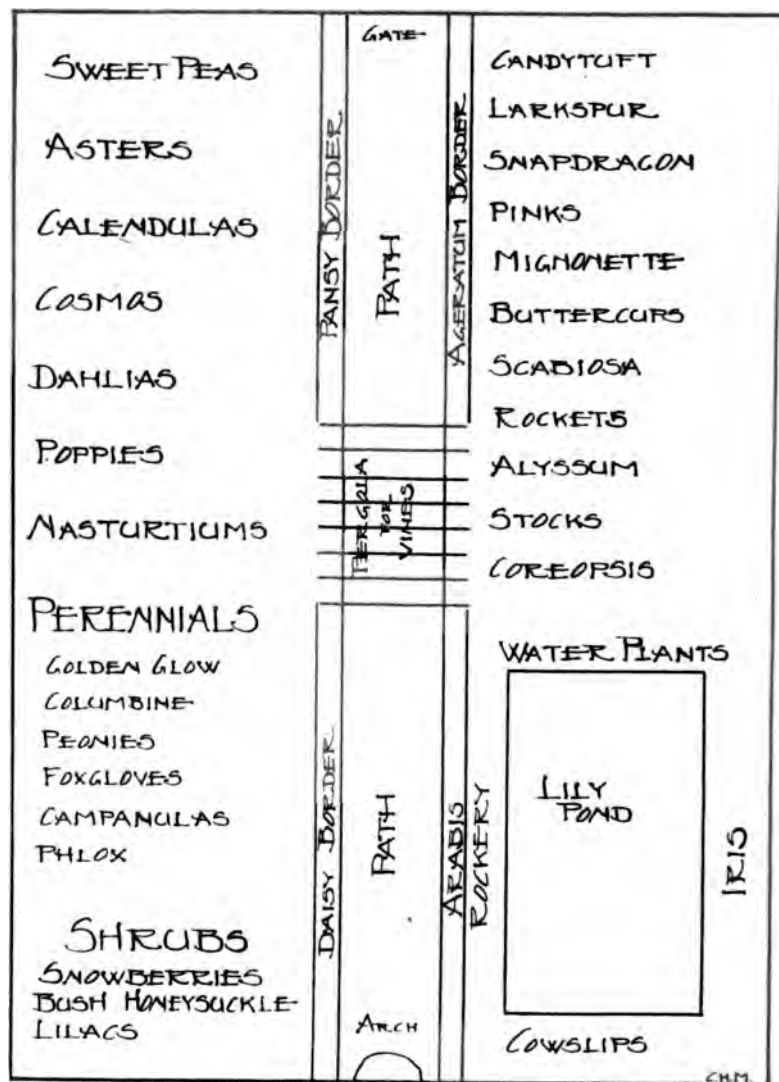 GATE
SWEET PEAS
ASTERS
CALENDULAS
COSMOS
DAHLIAS
POPPIES
NASTURTIUMS
PERENNIALS
GOLDEN GLOW
COLUMBINE
PEONIES
FOXGLOVES
CAMPANULAS
PHLOX
SHRUBS
SNOWBERRIES
BUSH HONEYSUCKLE
LILACS
PANSY BORDER
PATH
AGERATUM BORDER
PERGOLA
FOR
VINES
DAISY BORDER
PATH
ARABIS
ROCKERY
ARCH
CANDYTUFT
LARKSPUR
SNAPDRAGON
PINKS
MIGNONETTE
BUTTERCUPS
SCABIOSA
ROCKETS
ALYSSUM
STOCKS
COREOPSIS
WATER PLANTS
LILY
POND
IRIS
COWSLIPS
C.H.M.